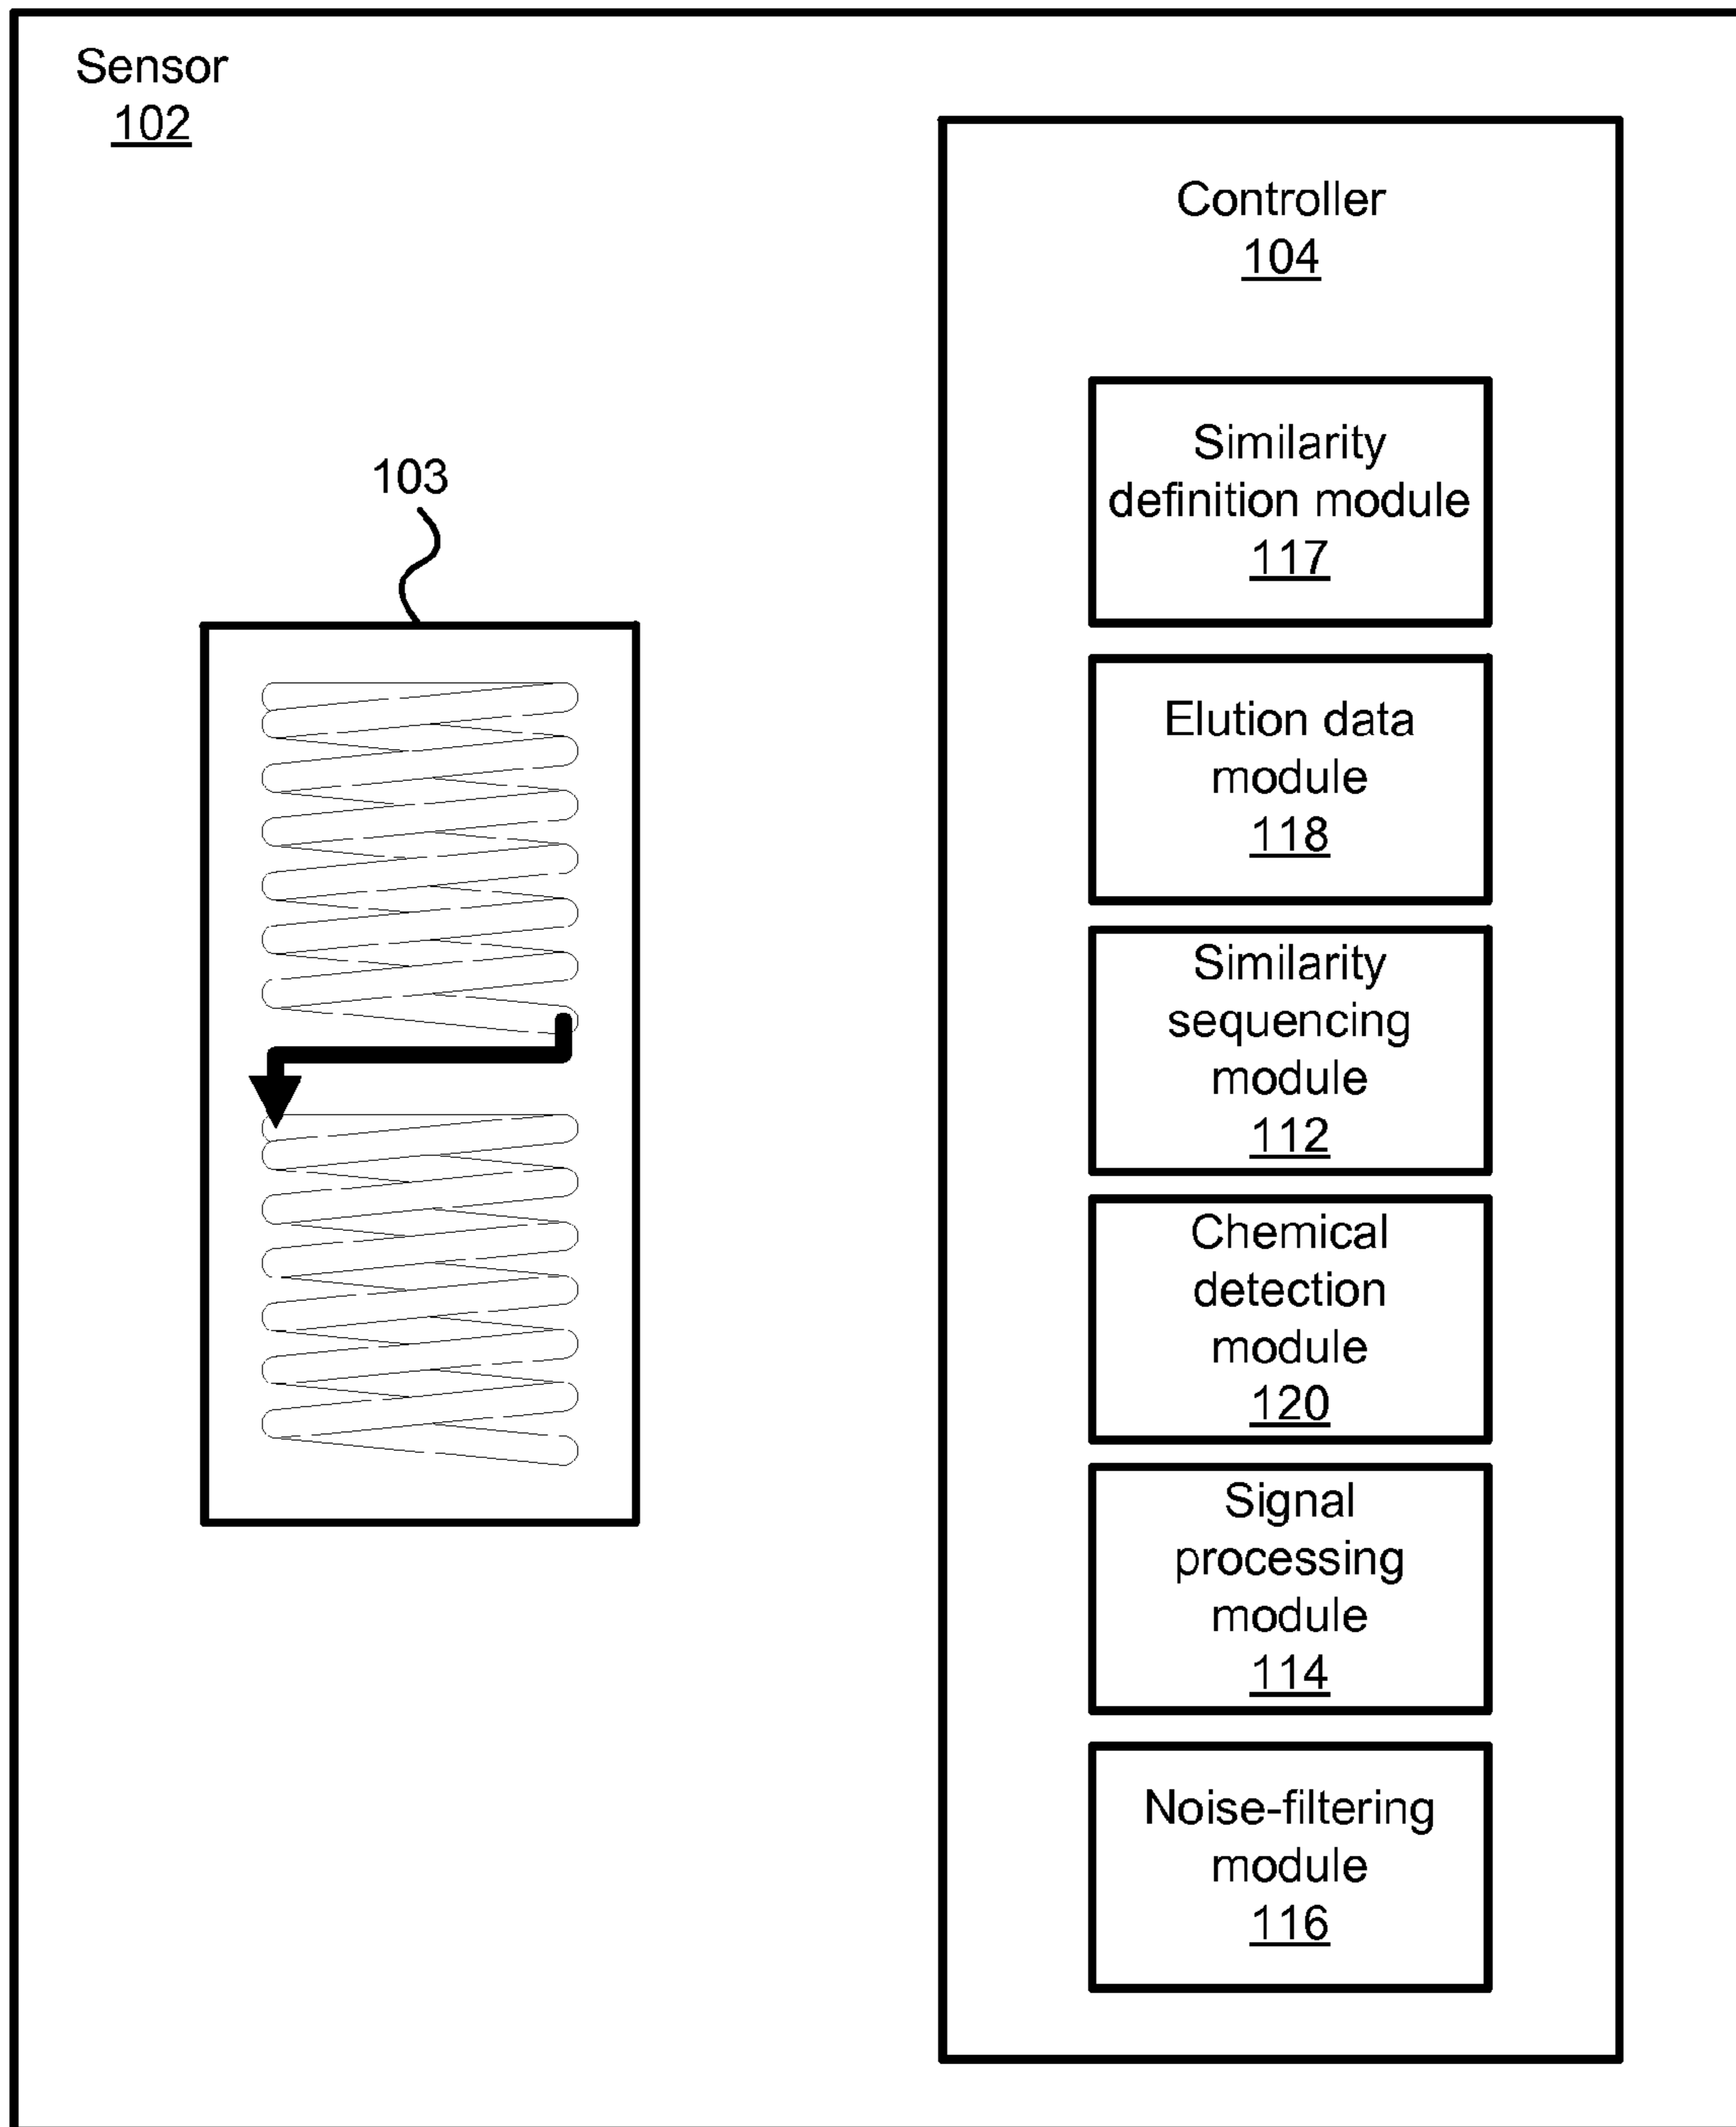 Sensor
102
103
Controller
104
Similarity
definition module
117
Elution data
module
118
Similarity
sequencing
module
112
Chemical
detection
module
120
Signal
processing
module
114
Noise-filtering
module
116